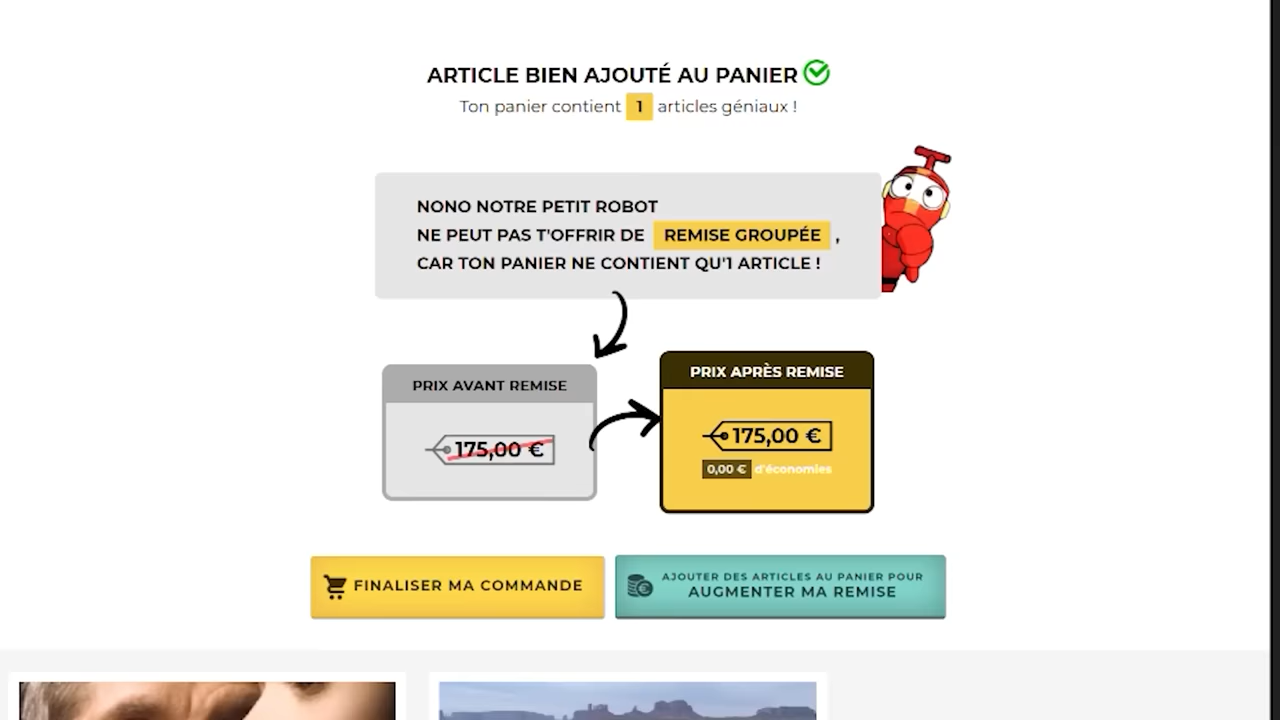 ARTICLE BIEN AJOUTÉ AU PANIER
Ton panier contient 1 articles géniaux !
NONO NOTRE PETIT ROBOT
NE PEUT PAS T'OFFRIR DE REMISE GROUPÉE ,
CAR TON PANIER NE CONTIENT QU'1 ARTICLE !
PRIX AVANT REMISE
175,00 €
PRIX APRÈS REMISE
175,00 €
0,00 € d'économies
FINALISER MA COMMANDE
AJOUTER DES ARTICLES AU PANIER POUR
AUGMENTER MA REMISE